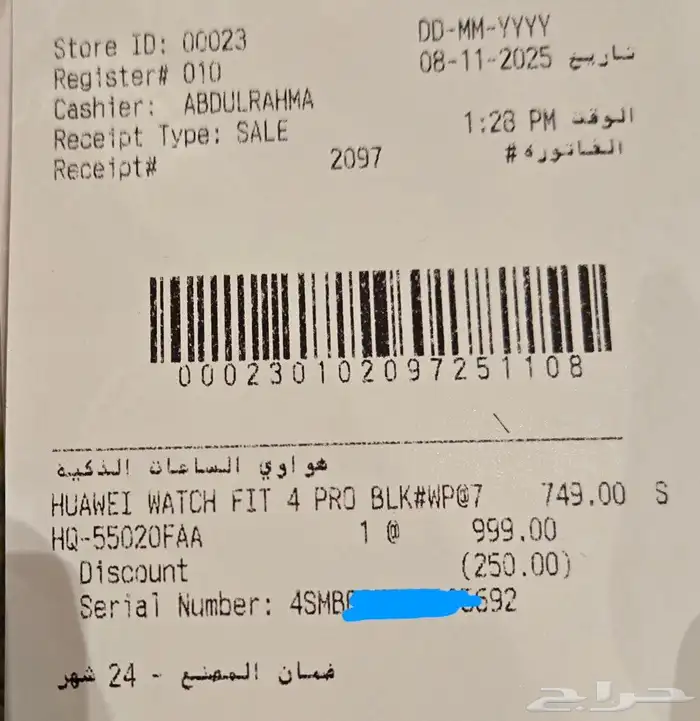 DD-MM-YYYY
Store ID: 00023
08-11-2025 تاريخ
Register# 010
Cashier: ABDULRAHMA
1:28 PM الوقت
Receipt Type: SALE
Receipt# 2097 الفاتورة #
000230102097251108
هواوي الساعات الذكية
HUAWEI WATCH FIT 4 PRO BLK#WP@7 749.00 S
HQ-55020FAA 1 @ 999.00
Discount (250.00)
Serial Number: 4SMB 5692
ضمان المصنع - 24 شهر
حراج